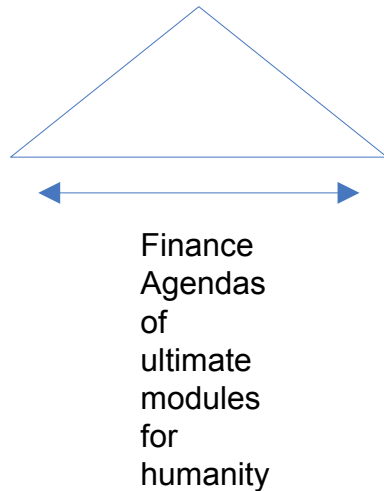 Finance
Agendas
of
ultimate
modules
for
humanity